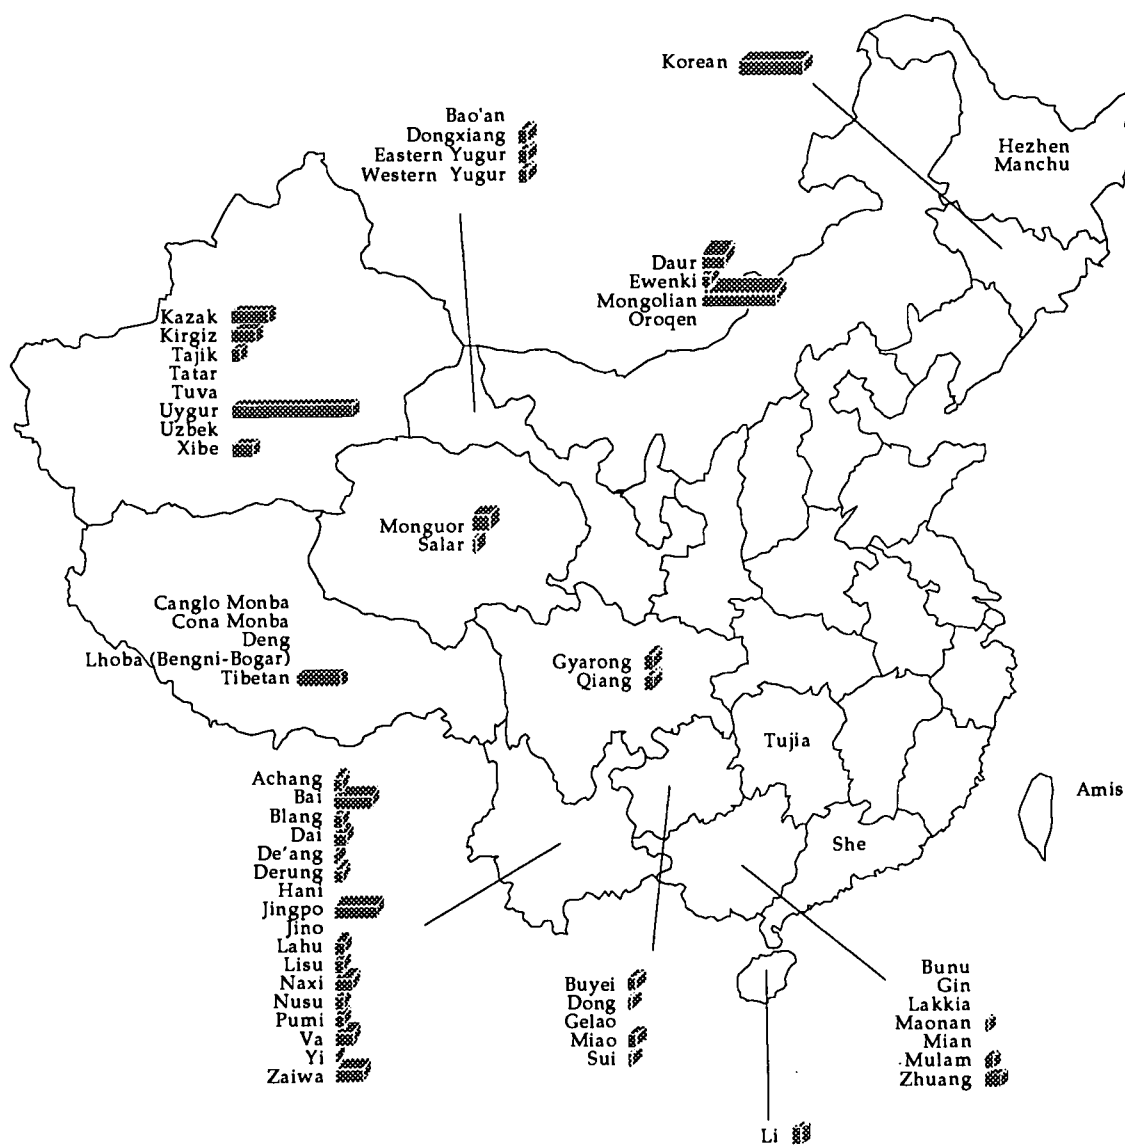 Korean
Bao'an
Dongxiang
Eastern Yugur
Western Yugur
Hezhen
Manchu
Daur
Ewenki
Mongolian
Oroqen
Kazak
Kirgiz
Tajik
Tatar
Tuva
Uygur
Uzbek
Xibe
Monguor
Salar
Canglo Monba
Cona Monba
Deng
Lhoba (Bengni-Bogar)
Tibetan
Gyarong
Qiang
Tujia
Amis
She
Achang
Bai
Blang
Dai
De'ang
Derung
Hani
Jingpo
Jino
Lahu
Lisu
Naxi
Nusu
Pumi
Va
Yi
Zaiwa
Buyei
Dong
Gelao
Miao
Sui
Bunu
Gin
Lakkia
Maonan
Mian
Mulam
Zhuang
Li